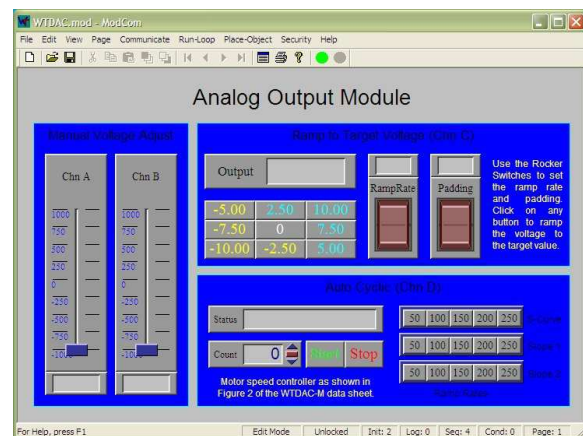 WTDAC.mod - ModCom
File Edit View Page Communicate Run-Loop Place-Object Security Help
Analog Output Module
Manual Voltage Adjust
Chn A Chn B
1000 1000
750 750
500 500
250 250
0 0
-250 -250
-500 -500
-750 -750
Ramp to Target Voltage (Chn C)
Output
RampRate Padding
-5.00 2.50 10.00
-7.50 0 7.50
-10.00 -2.50 5.00
Use the Rocker
Switches to set
the ramp rate
and padding.
Click on any
button to ramp
the voltage to
the target value.
Auto Cyclic (Chn D)
Status
Count 0 Start Stop
Motor speed controller as shown in
Figure 2 of the WTDAC-M data sheet.
50 100 150 200 250
50 100 150 200 250
50 100 150 200 250
For Help, press F1
Edit Mode Unlocked Init: 2 Log: 0 Seq: 4 Cond: 0 Page: 1